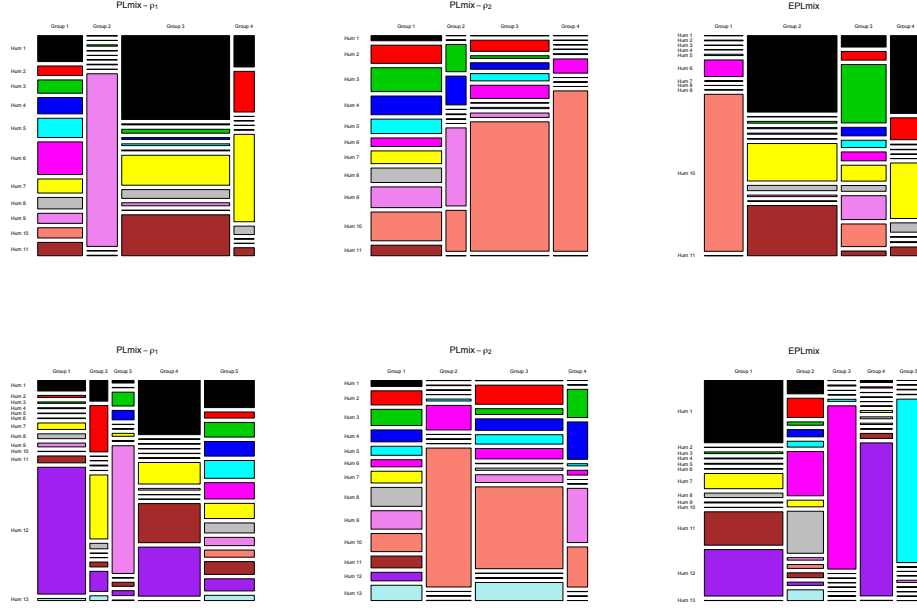 PLmix − ρ1
Group 1 Group 2 Group 3 Group 4
Hum 1
Hum 2
Hum 3
Hum 4
Hum 5
Hum 6
Hum 7
Hum 8
Hum 9
Hum 10
Hum 11
PLmix − ρ2
Group 1 Group 2 Group 3 Group 4
Hum 1
Hum 2
Hum 3
Hum 4
Hum 5
Hum 6
Hum 7
Hum 8
Hum 9
Hum 10
Hum 11
EPLmix
Group 1 Group 2 Group 3 Group 4
Hum 1
Hum 2
Hum 3
Hum 4
Hum 5
Hum 6
Hum 7
Hum 8
Hum 9
Hum 10
Hum 11
PLmix − ρ1
Group 1 Group 2 Group 3 Group 4 Group 5
Hum 1
Hum 2
Hum 3
Hum 4
Hum 5
Hum 6
Hum 7
Hum 8
Hum 9
Hum 10
Hum 11
Hum 12
Hum 13
PLmix − ρ2
Group 1 Group 2 Group 3 Group 4
Hum 1
Hum 2
Hum 3
Hum 4
Hum 5
Hum 6
Hum 7
Hum 8
Hum 9
Hum 10
Hum 11
Hum 12
Hum 13
EPLmix
Group 1 Group 2 Group 3 Group 4 Group 5
Hum 1
Hum 2
Hum 3
Hum 4
Hum 5
Hum 6
Hum 7
Hum 8
Hum 9
Hum 10
Hum 11
Hum 12
Hum 13